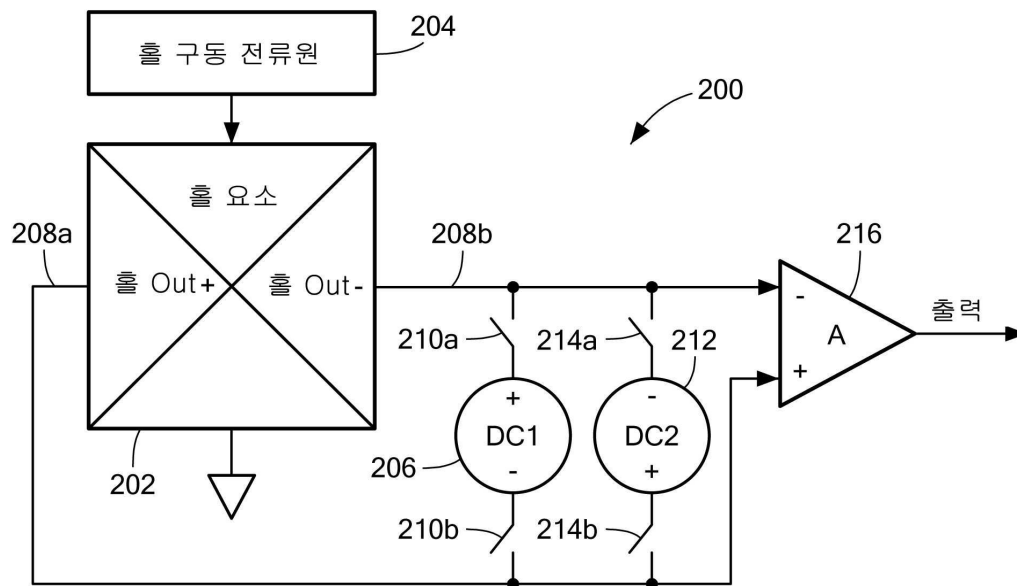 홀 구동 전류원
204
200
홀 요소
208a
208b
216
홀 Out+
홀 Out-
-
출력
210a
214a
212
A
+
+
-
DC1
DC2
206
-
+
202
210b
214b